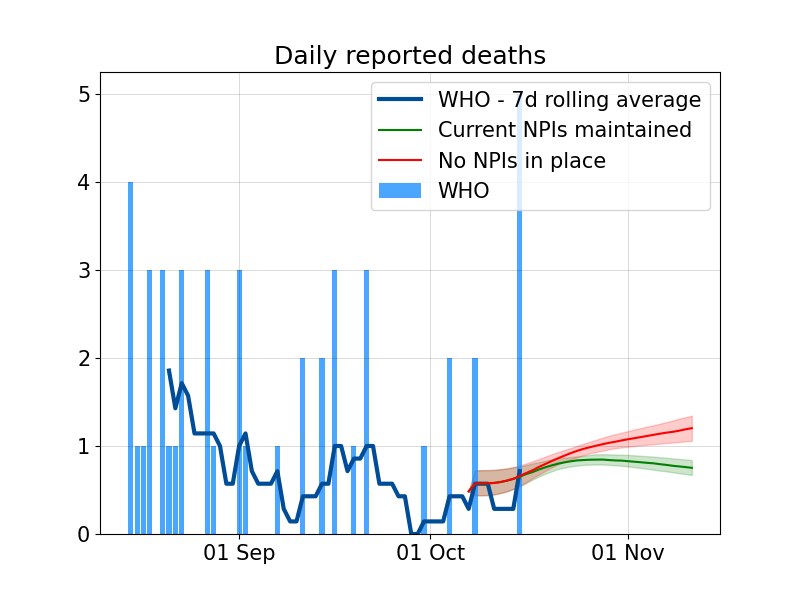 Daily reported deaths
WHO - 7d rolling average
Current NPIs maintained
No NPIs in place
WHO
5
4
3
2
1
0
01 Sep
01 Oct
01 Nov